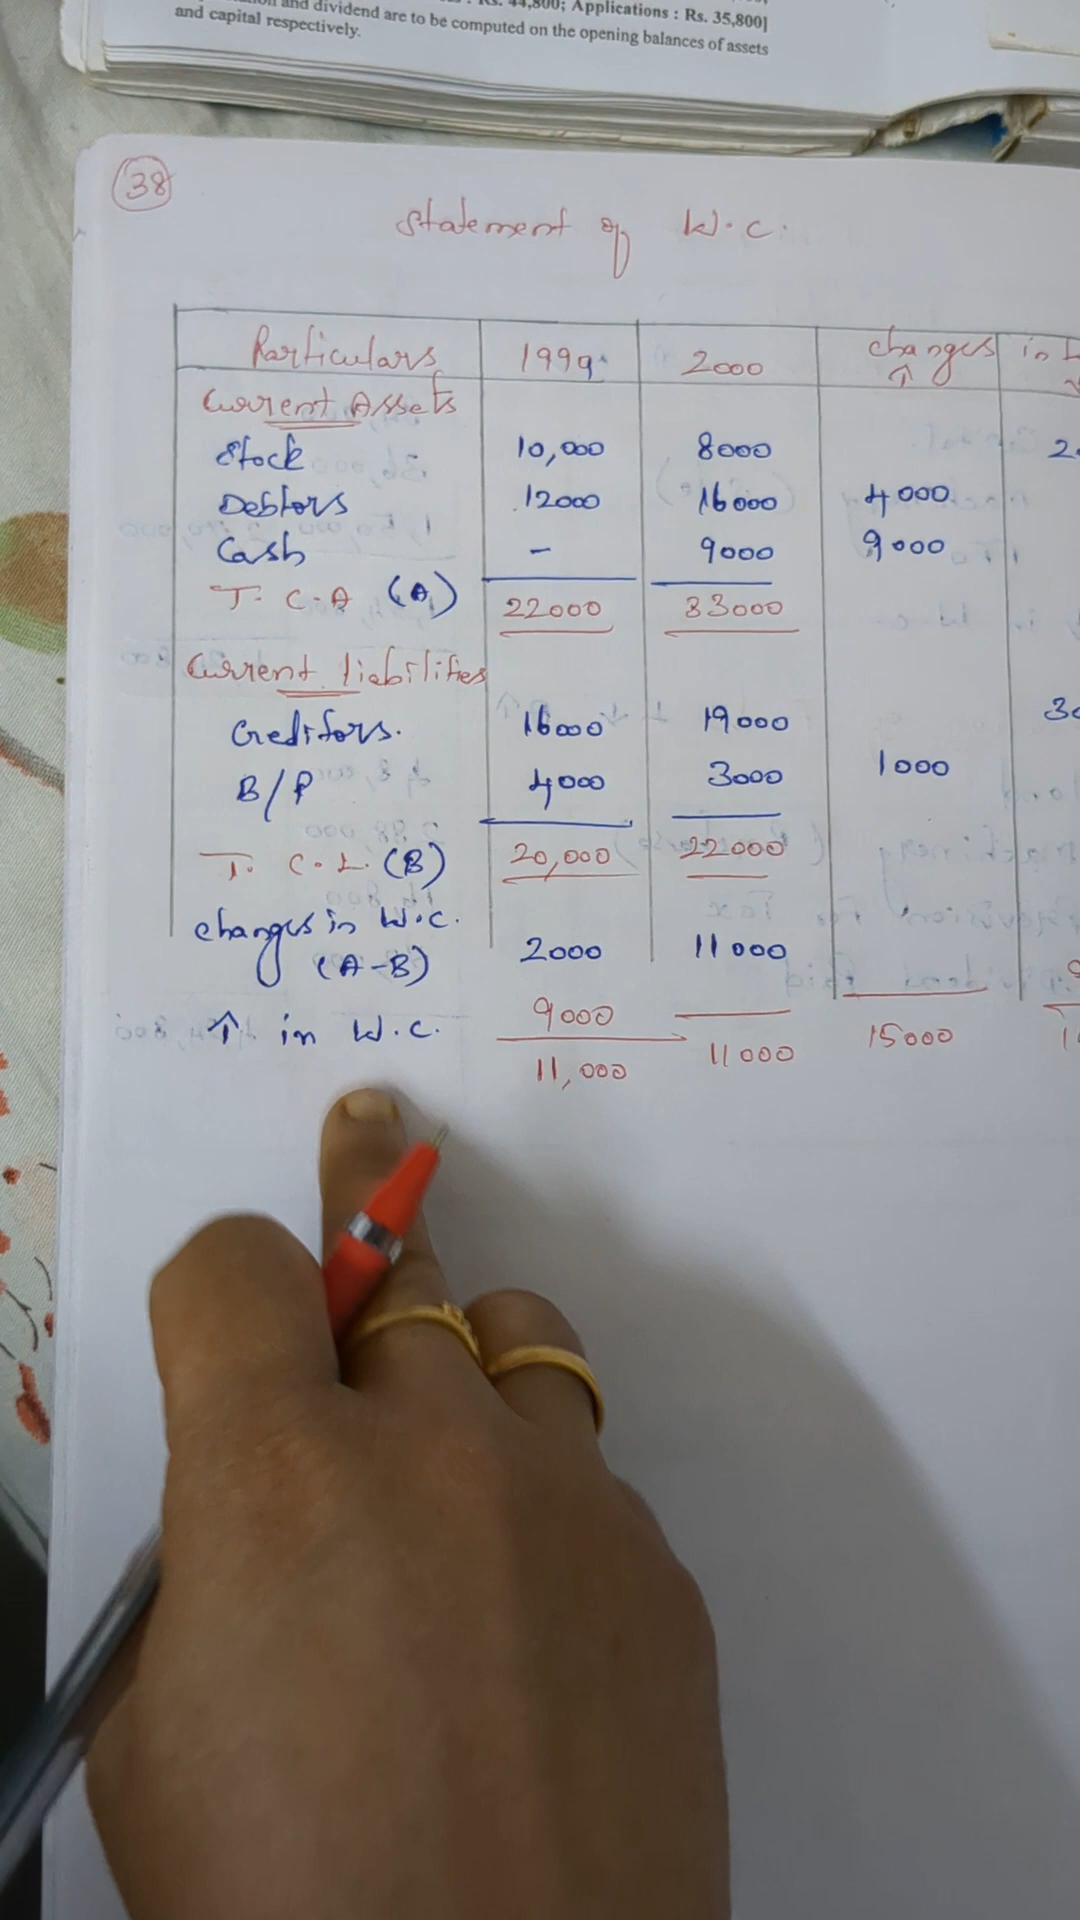 Rs. 44,800; Applications : Rs. 35,800]
and dividend are to be computed on the opening balances of assets
and capital respectively.
38
Statement of W.C.
Particulars 1999 2000 changes in
↑
Current Assets
Stock 10,000 8000
Debtors 12000 16000 4000
Cash - 9000 9000
T. C.A (A) 22000 33000
Current liabilities
Creditors. 16000 19000
B/P 4000 3000 1000
T. C.L. (B) 20,000 22000
changes in W.C.
(A-B) 2000 11000
↑ in W.C. 9000
11,000 11000 15000